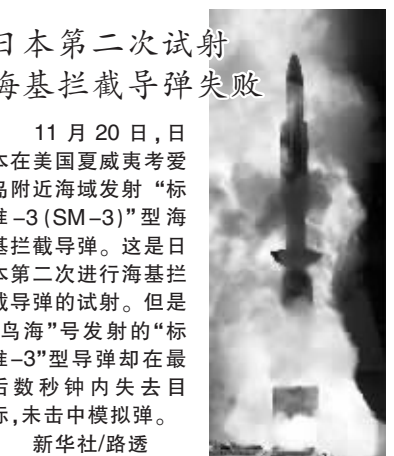 日本第二次试射
海基拦截导弹失败
11月20日,日
本在美国夏威夷考爱
岛附近海域发射“标
准-3(SM-3)”型海
基拦截导弹。这是日
本第二次进行海基拦
截导弹的试射。但是
“鸟海”号发射的“标
准-3”型导弹却在最
后数秒钟内失去目
标,未击中模拟弹。
新华社/路透